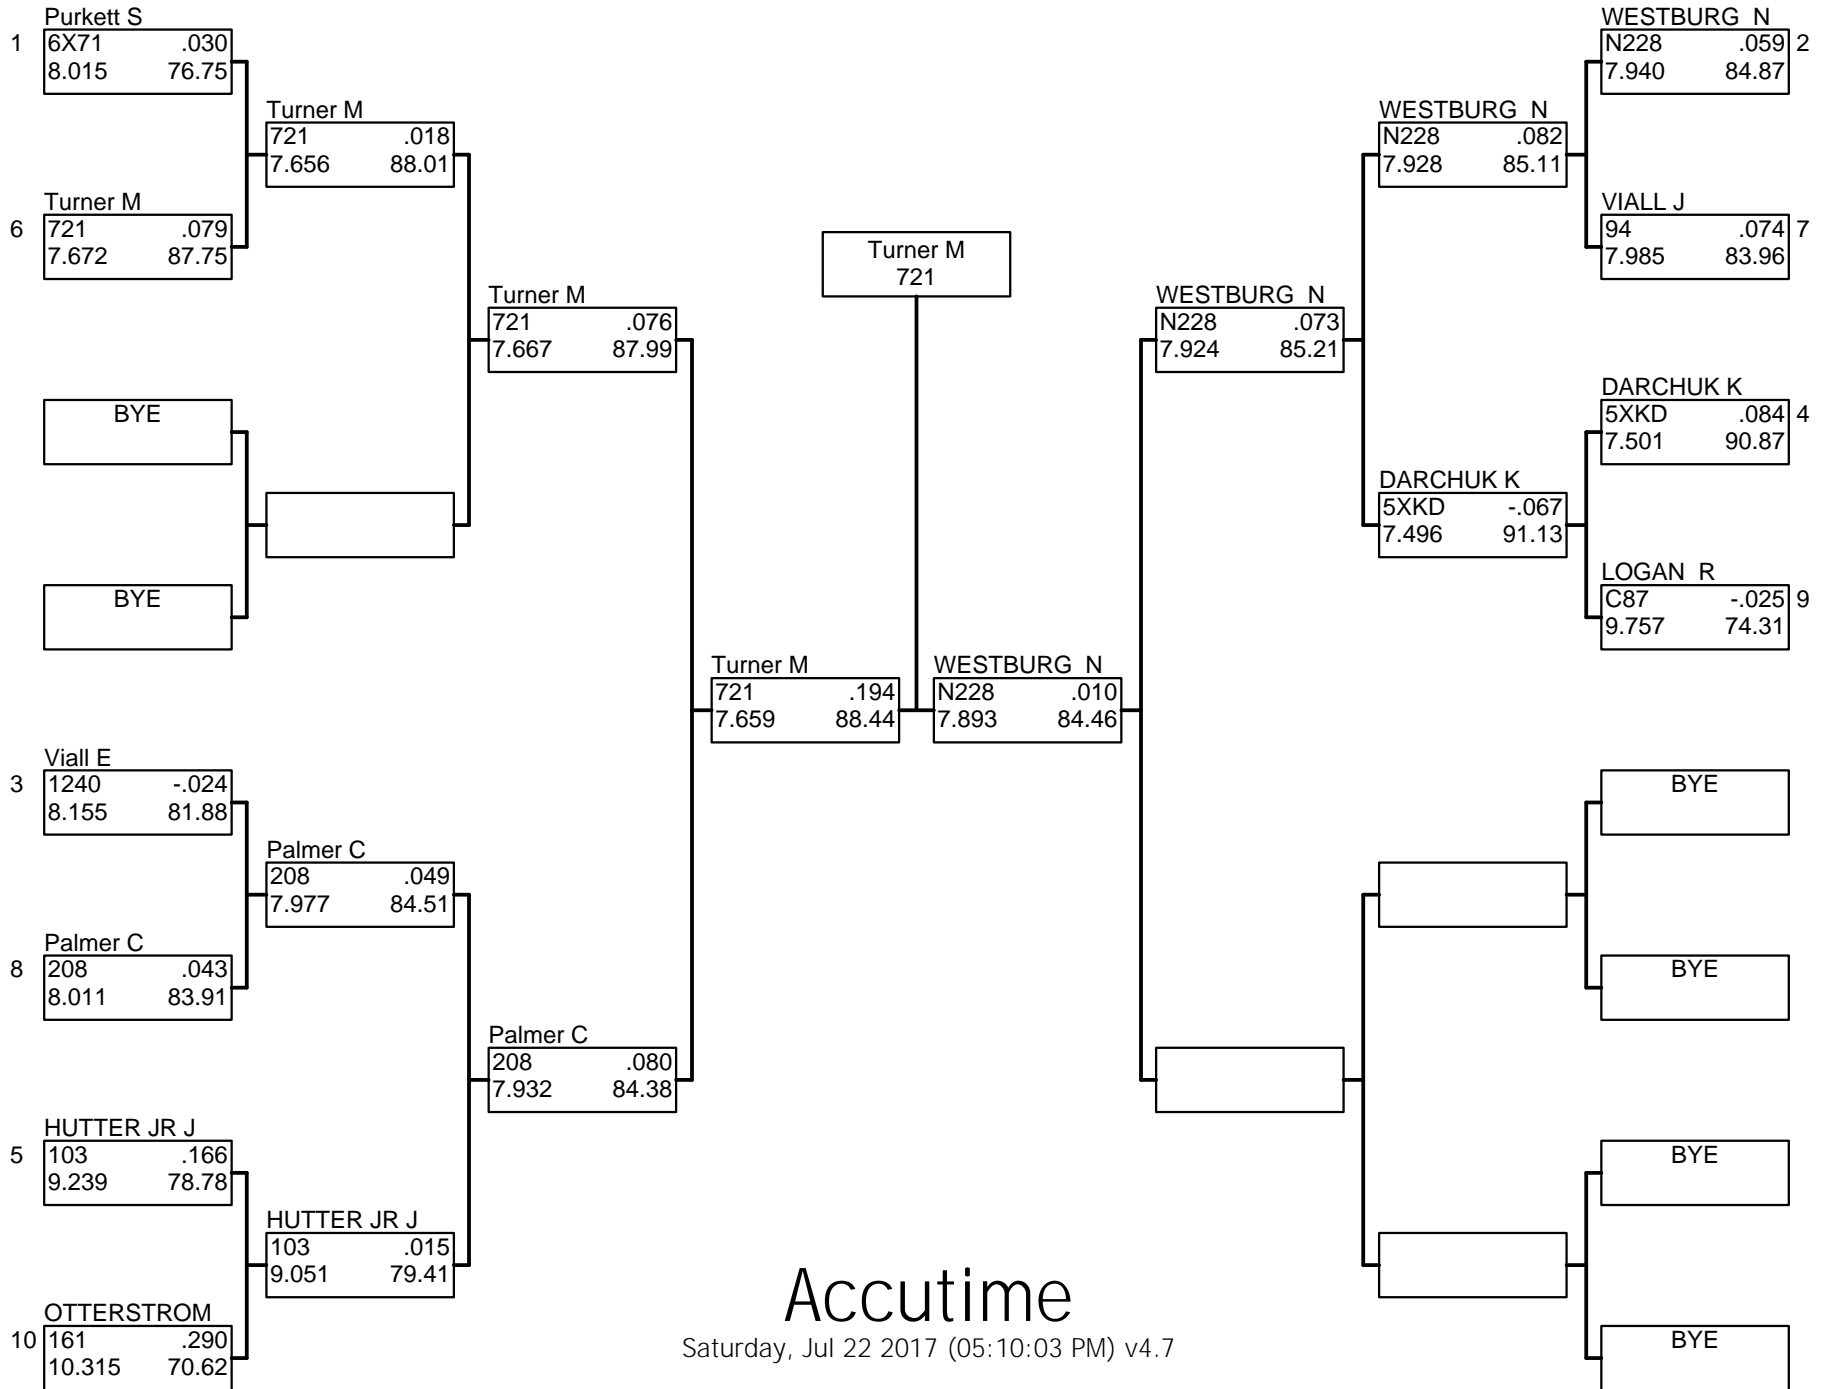 Purkett S
1 6X71 .030
8.015 76.75
Turner M
6 721 .079
7.672 87.75
BYE
BYE
Viall E
3 1240 -.024
8.155 81.88
Palmer C
8 208 .043
8.011 83.91
HUTTER JR J
5 103 .166
9.239 78.78
OTTERSTROM
10 161 .290
10.315 70.62
Turner M
721 .018
7.656 88.01
Palmer C
208 .049
7.977 84.51
HUTTER JR J
103 .015
9.051 79.41
Turner M
721 .076
7.667 87.99
Palmer C
208 .080
7.932 84.38
Turner M
721 .194
7.659 88.44
Turner M
721
WESTBURG N
N228 .010
7.893 84.46
WESTBURG N
N228 .073
7.924 85.21
WESTBURG N
N228 .082
7.928 85.11
DARCHUK K
5XKD -.067
7.496 91.13
WESTBURG N
N228 .059 2
7.940 84.87
VIALL J
94 .074 7
7.985 83.96
DARCHUK K
5XKD .084 4
7.501 90.87
LOGAN R
C87 -.025 9
9.757 74.31
BYE
BYE
BYE
BYE
Accutime
Saturday, Jul 22 2017 (05:10:03 PM) v4.7